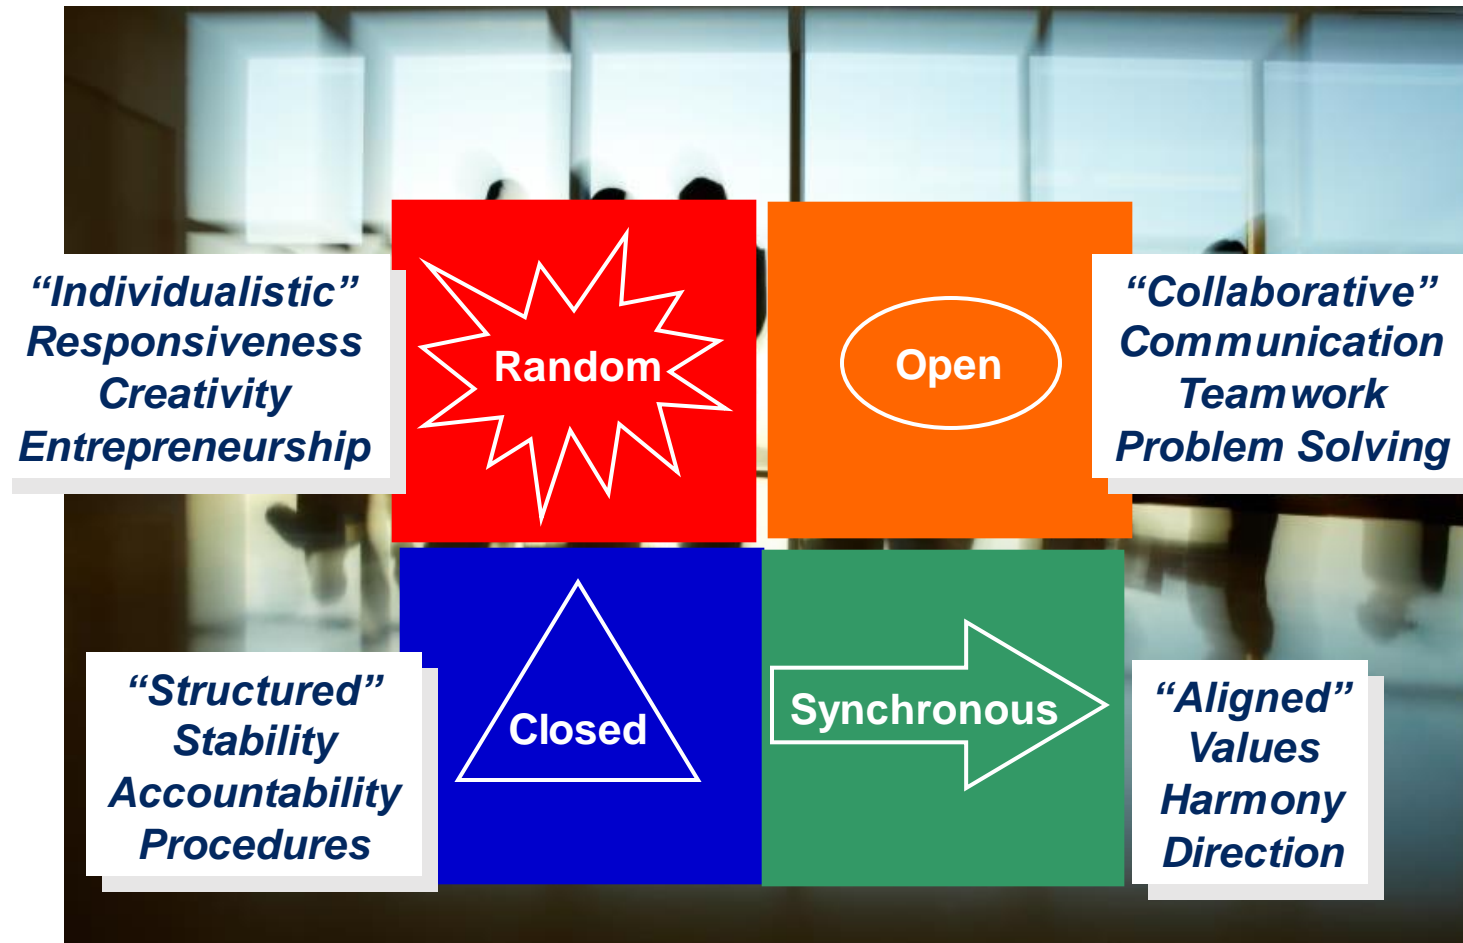 “Individualistic”
Responsiveness
Creativity
Entrepreneurship
Random
Open
“Collaborative”
Communication
Teamwork
Problem Solving
“Structured”
Stability
Accountability
Procedures
Closed
Synchronous
“Aligned”
Values
Harmony
Direction